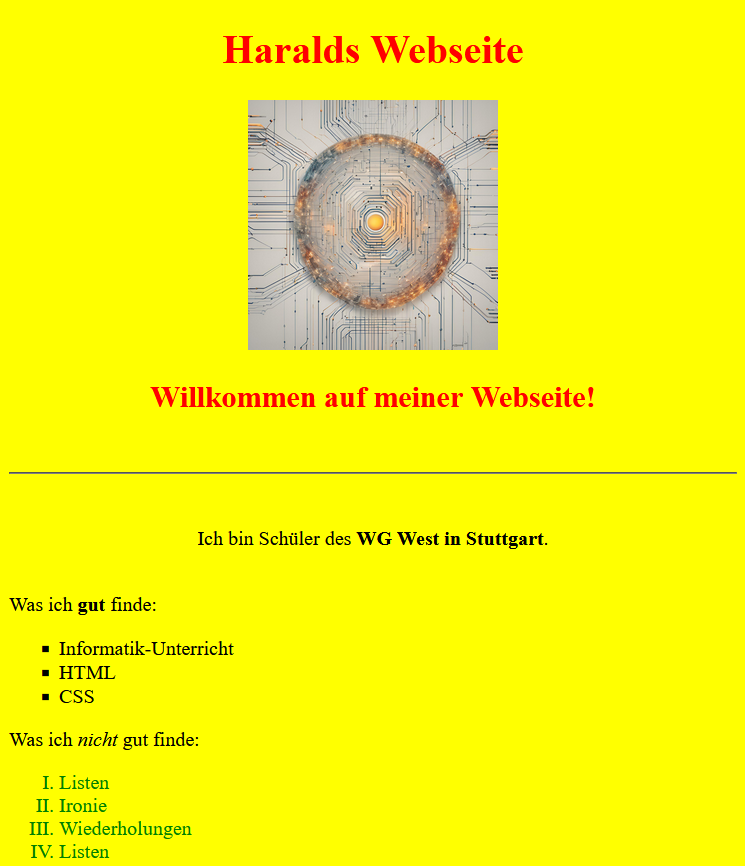 Haralds Webseite
Willkommen auf meiner Webseite!
Ich bin Schüler des WG West in Stuttgart.
Was ich gut finde:
▪ Informatik-Unterricht
▪ HTML
▪ CSS
Was ich nicht gut finde:
I. Listen
II. Ironie
III. Wiederholungen
IV. Listen